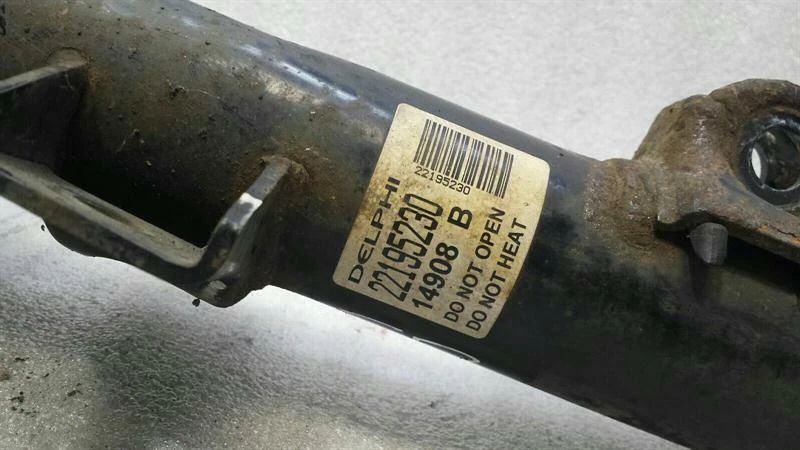 22195230
DELPHI
22195230
14908 B
DO NOT OPEN
DO NOT HEAT